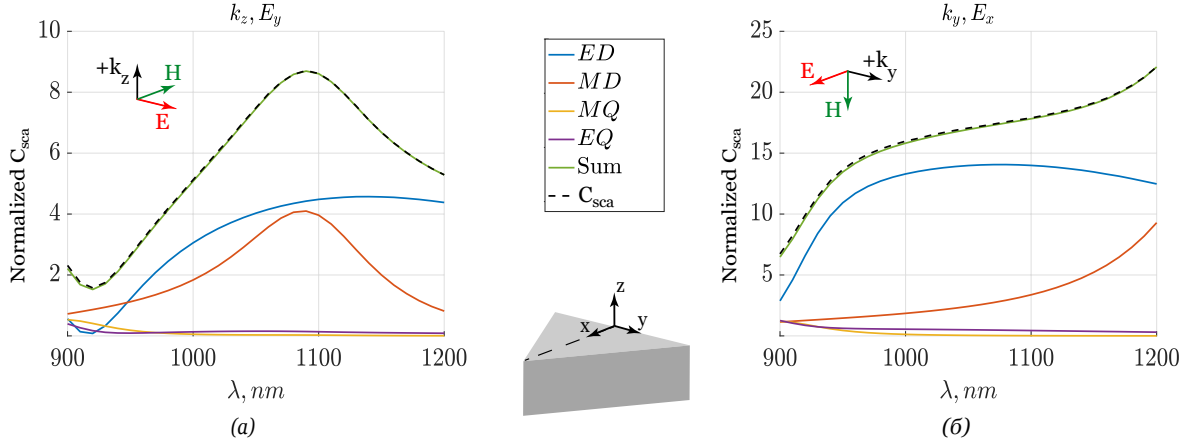 k_z, E_y
Normalized C_sca
10
8
6
4
2
900
1000
1100
1200
λ, nm
+k_z
H
E
(а)
ED
MD
MQ
EQ
Sum
C_sca
z
x
y
k_y, E_x
Normalized C_sca
25
20
15
10
5
900
1000
1100
1200
λ, nm
E
+k_y
H
(б)